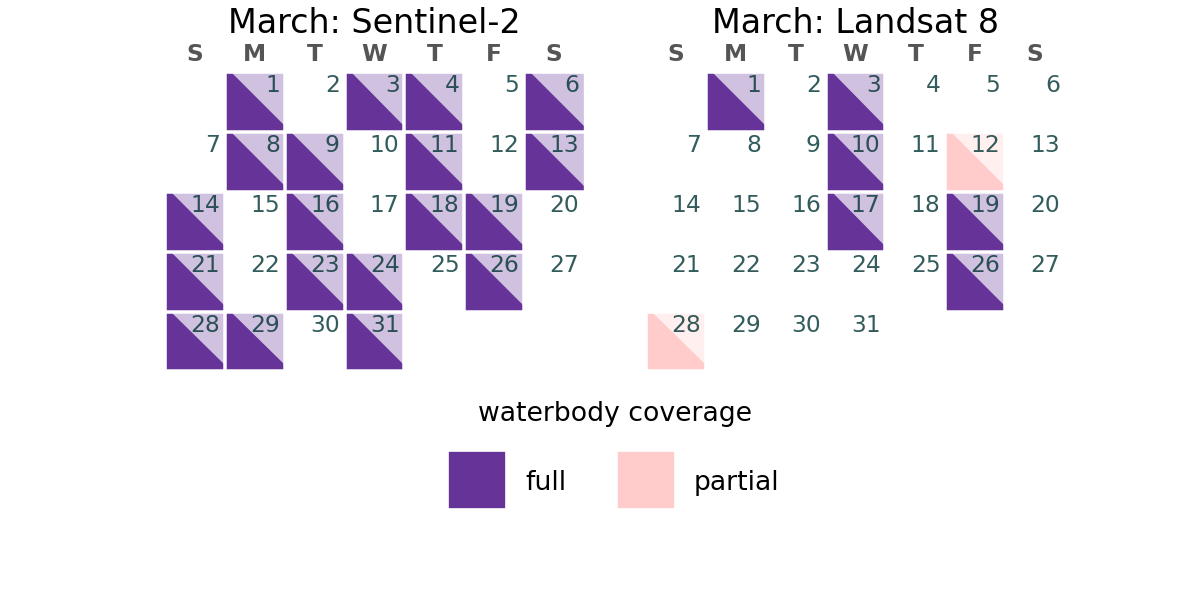 March: Sentinel-2
S M T W T F S
1 2 3 4 5 6
7 8 9 10 11 12 13
14 15 16 17 18 19 20
21 22 23 24 25 26 27
28 29 30 31
March: Landsat 8
S M T W T F S
1 2 3 4 5 6
7 8 9 10 11 12 13
14 15 16 17 18 19 20
21 22 23 24 25 26 27
28 29 30 31
waterbody coverage
full partial